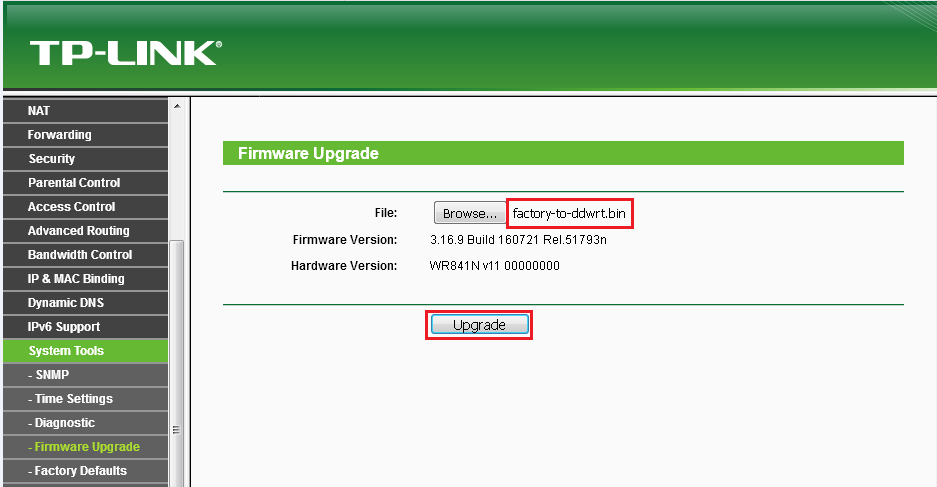 TP-LINK®
NAT
Forwarding
Security
Parental Control
Access Control
Advanced Routing
Bandwidth Control
IP & MAC Binding
Dynamic DNS
IPv6 Support
System Tools
- SNMP
- Time Settings
- Diagnostic
- Firmware Upgrade
- Factory Defaults
Firmware Upgrade
File: Browse... factory-to-ddwrt.bin
Firmware Version: 3.16.9 Build 160721 Rel.51793n
Hardware Version: WR841N v11 00000000
Upgrade